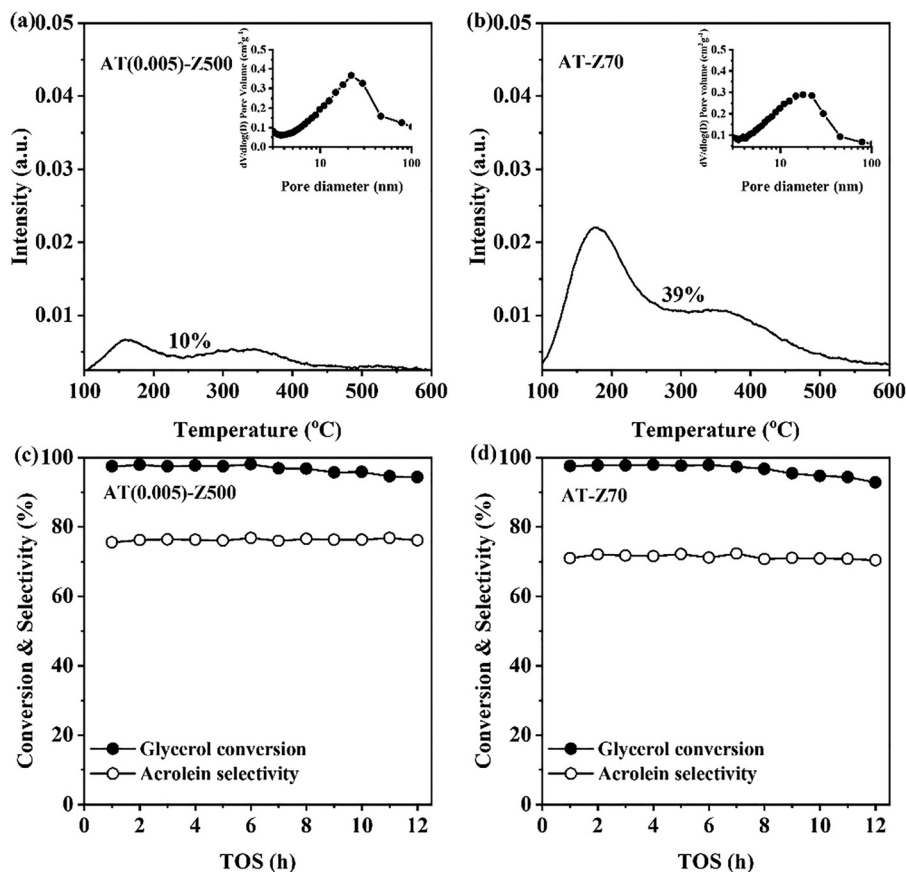 (a)
AT(0.005)-Z500
10%
Intensity (a.u.)
0.05
0.04
0.03
0.02
0.01
100 200 300 400 500 600
Temperature (°C)
dV/dlog(D) Pore Volume (cm³g⁻¹)
0.5
0.4
0.3
0.2
0.1
0.0
10 100
Pore diameter (nm)
(b)
AT-Z70
39%
Intensity (a.u.)
0.05
0.04
0.03
0.02
0.01
100 200 300 400 500 600
Temperature (°C)
dV/dlog(D) Pore volume (cm³g⁻¹)
0.5
0.4
0.3
0.2
0.1
10 100
Pore diameter (nm)
(c)
AT(0.005)-Z500
Conversion & Selectivity (%)
100
80
60
40
20
0
Glycerol conversion
Acrolein selectivity
0 2 4 6 8 10 12
TOS (h)
(d)
AT-Z70
Conversion & Selectivity (%)
100
80
60
40
20
0
Glycerol conversion
Acrolein selectivity
0 2 4 6 8 10 12
TOS (h)